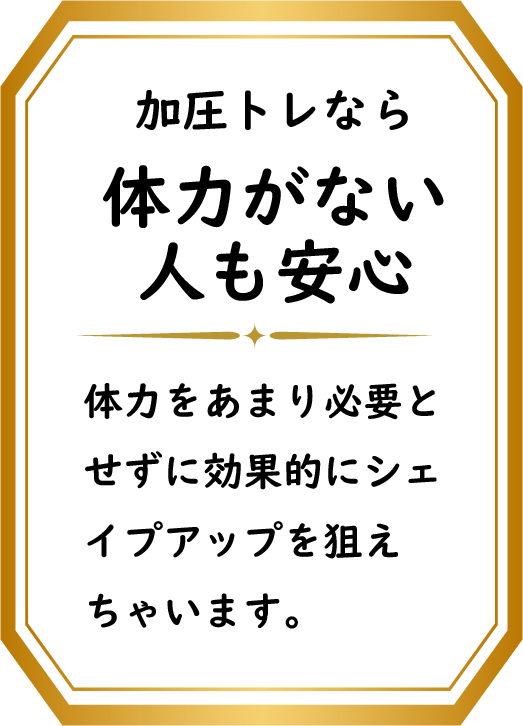 加圧トレなら
体力がない
人も安心
体力をあまり必要と
せずに効果的にシェ
イプアップを狙え
ちゃいます。